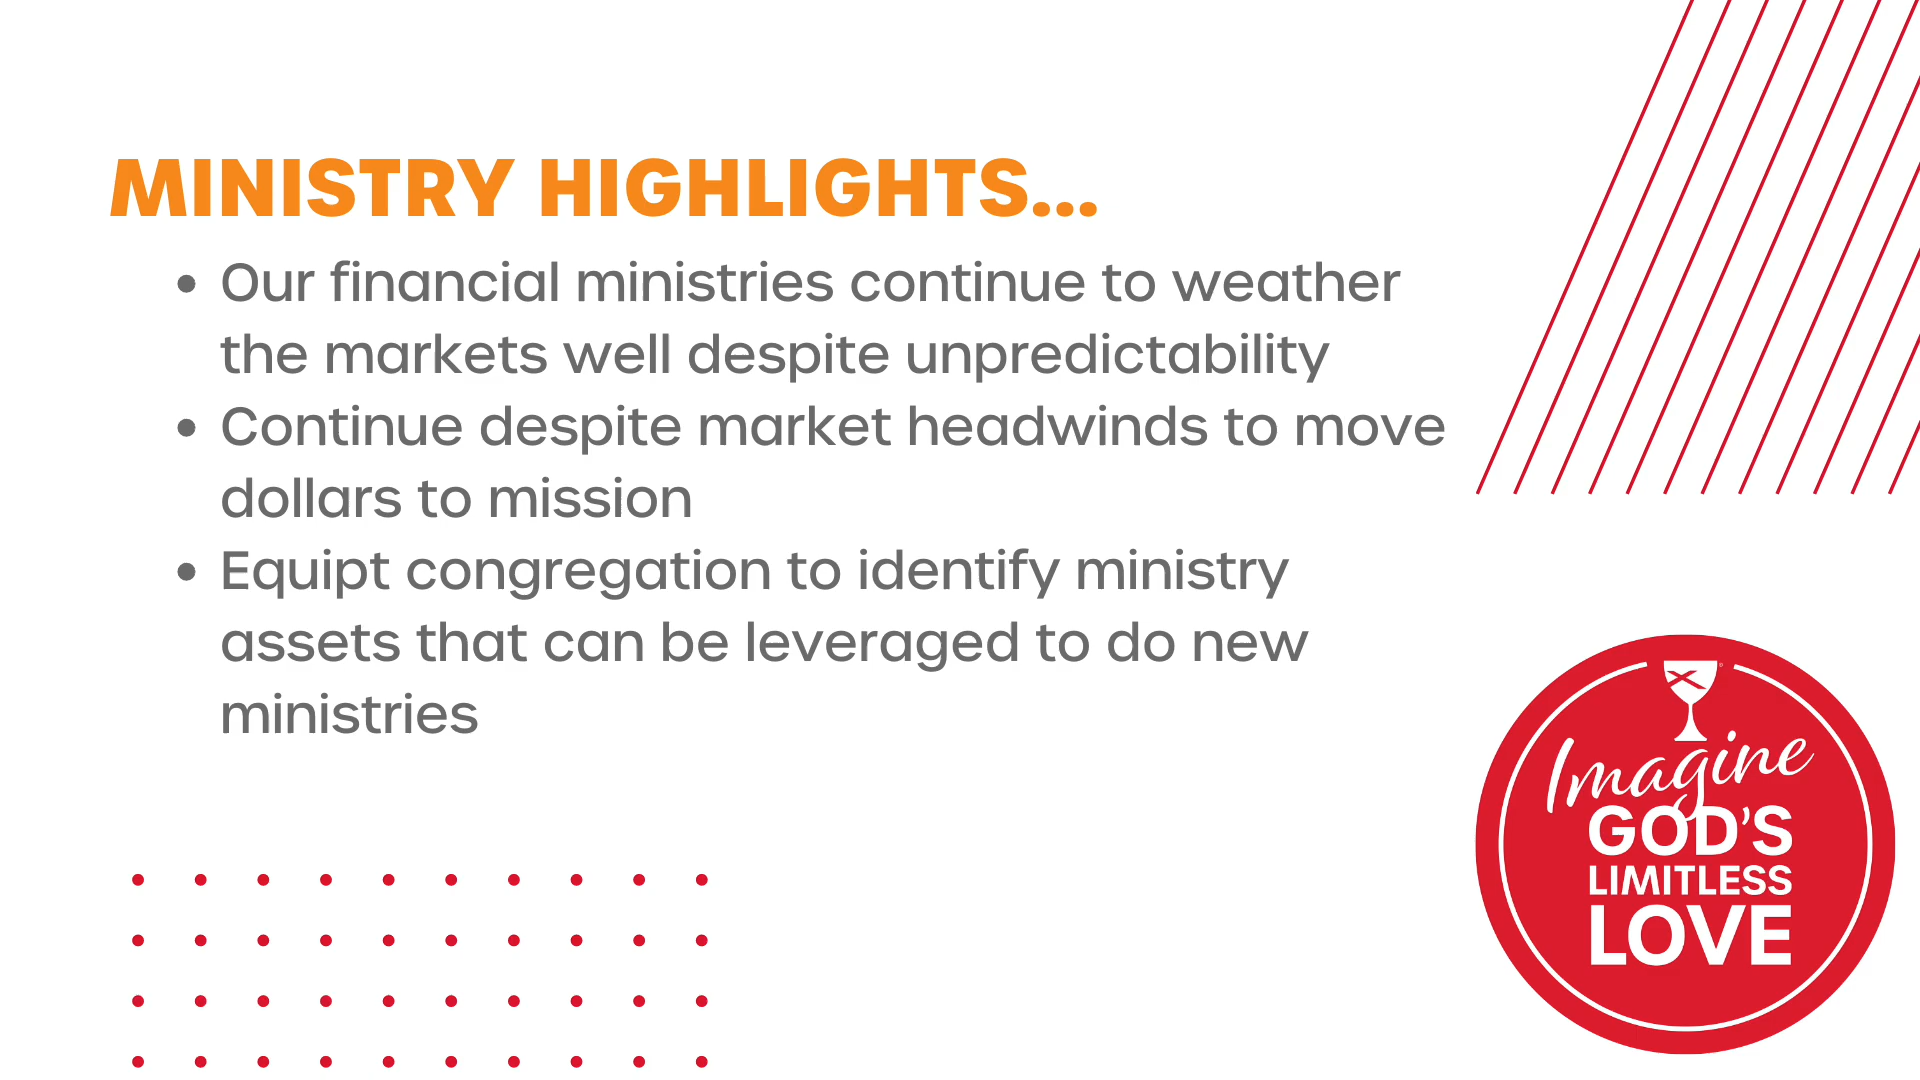 MINISTRY HIGHLIGHTS...
• Our financial ministries continue to weather
the markets well despite unpredictability
• Continue despite market headwinds to move
dollars to mission
• Equipt congregation to identify ministry
assets that can be leveraged to do new
ministries
Imagine
GOD'S
LIMITLESS
LOVE